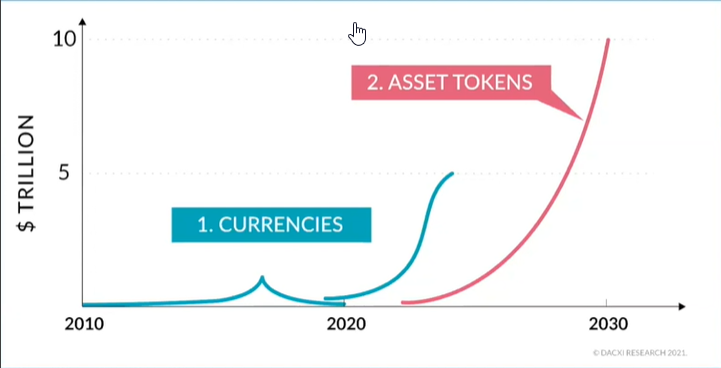 10
2. ASSET TOKENS
$ TRILLION
5
1. CURRENCIES
2010
2020
2030
© DACXI RESEARCH 2021.